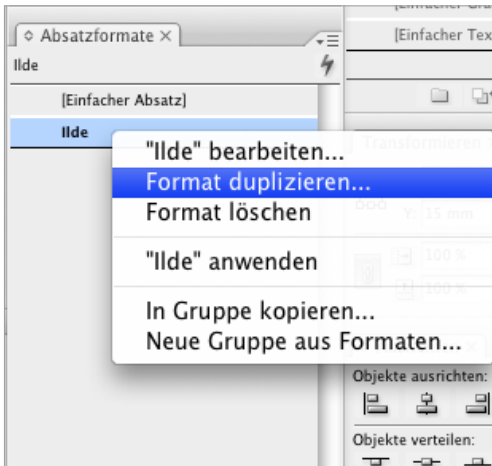 Absatzformate
Ilde
[Einfacher Absatz]
Ilde
"Ilde" bearbeiten...
Format duplizieren...
Format löschen
"Ilde" anwenden
In Gruppe kopieren...
Neue Gruppe aus Formaten...
[Einfacher Tex
Transformieren
Y: 15 mm
100 %
100 %
Objekte ausrichten:
Objekte verteilen: